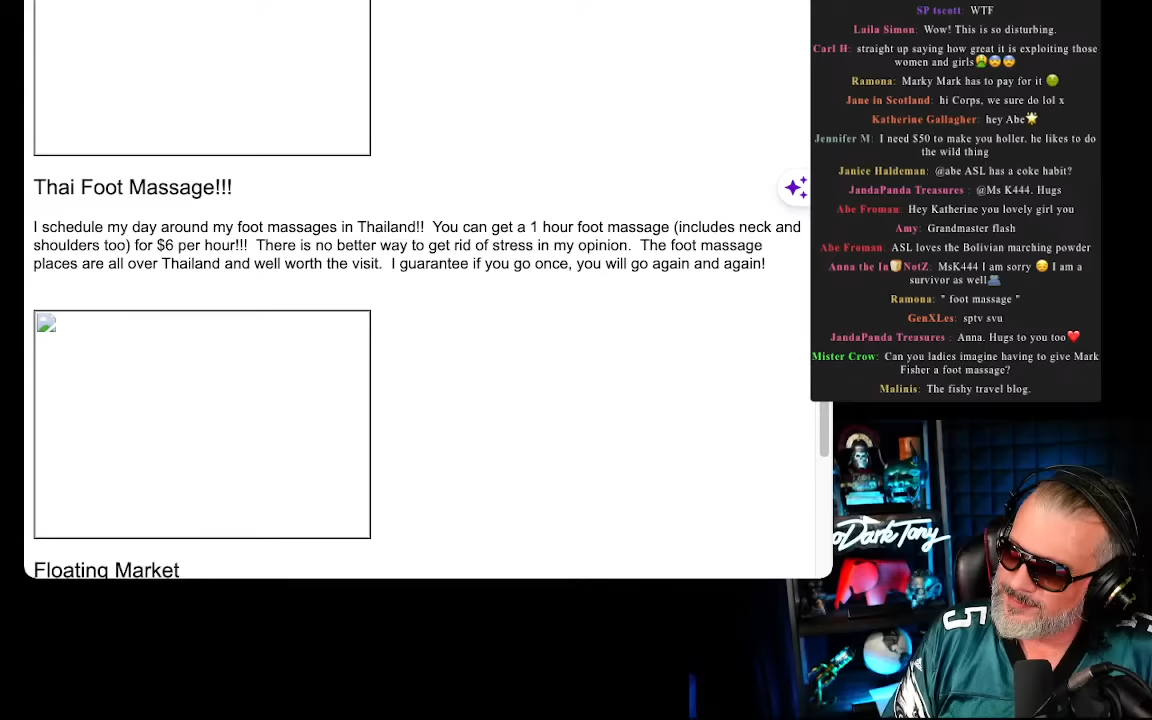 Thai Foot Massage!!!
I schedule my day around my foot massages in Thailand!! You can get a 1 hour foot massage (includes neck and
shoulders too) for $6 per hour!!! There is no better way to get rid of stress in my opinion. The foot massage
places are all over Thailand and well worth the visit. I guarantee if you go once, you will go again and again!
Floating Market
SP tscott: WTF
Laila Simon: Wow! This is so disturbing.
Carl H: straight up saying how great it is exploiting those
women and girls🤮😨😨
Ramona: Marky Mark has to pay for it 🤢
Jane in Scotland: hi Corps, we sure do lol x
Katherine Gallagher: hey Abe🌟
Jennifer M: I need $50 to make you holler. he likes to do
the wild thing
Janice Haldeman: @abe ASL has a coke habit?
JandaPanda Treasures : @Ms K444. Hugs
Abe Froman: Hey Katherine you lovely girl you
Amy: Grandmaster flash
Abe Froman: ASL loves the Bolivian marching powder
Anna the In NotZ: MsK444 I am sorry 😔 I am a
survivor as well🫂
Ramona: " foot massage "
GenXLes: sptv svu
JandaPanda Treasures : Anna. Hugs to you too❤️
Mister Crow: Can you ladies imagine having to give Mark
Fisher a foot massage?
Malinis: The fishy travel blog.
oDarkTony
5